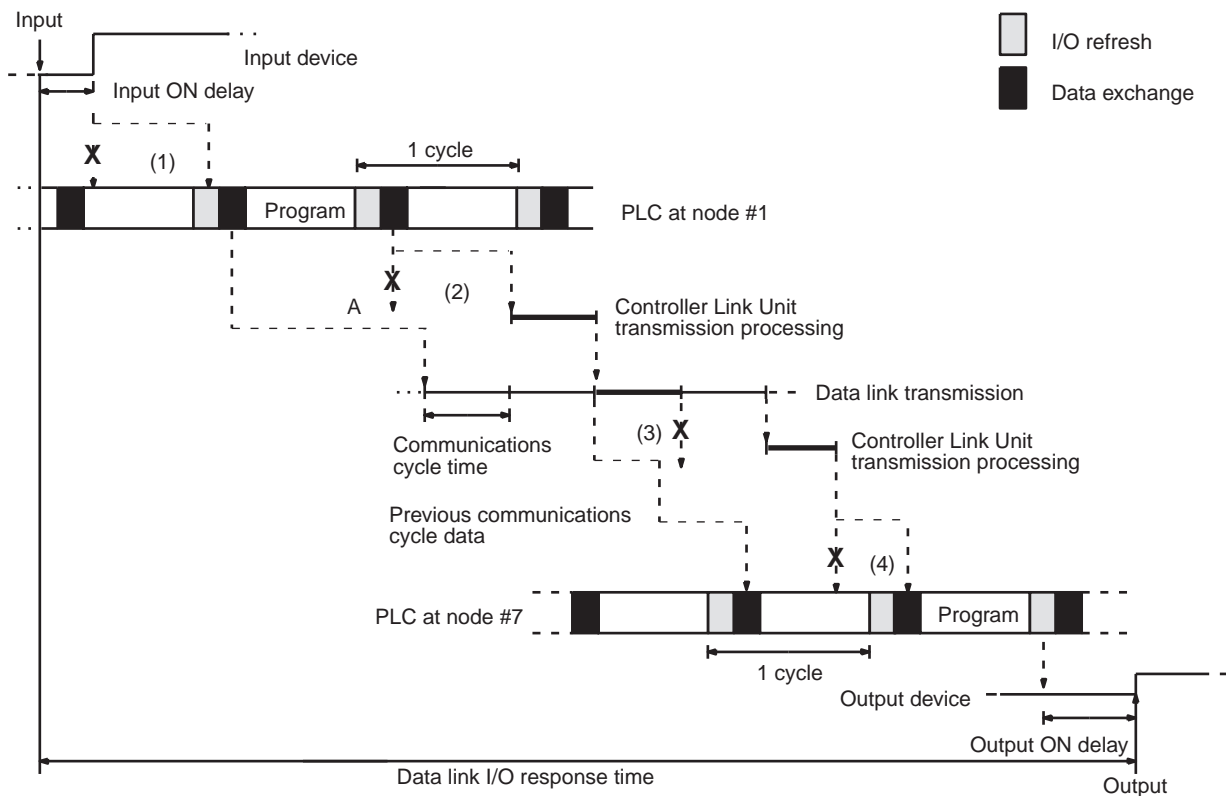 Input
I/O refresh
Input device
Input ON delay
Data exchange
X
(1)
1 cycle
Program
PLC at node #1
X
(2)
A
Controller Link Unit
transmission processing
Data link transmission
(3)
X
Communications
cycle time
Controller Link Unit
transmission processing
Previous communications
cycle data
X
(4)
PLC at node #7
Program
1 cycle
Output device
Output ON delay
Data link I/O response time
Output